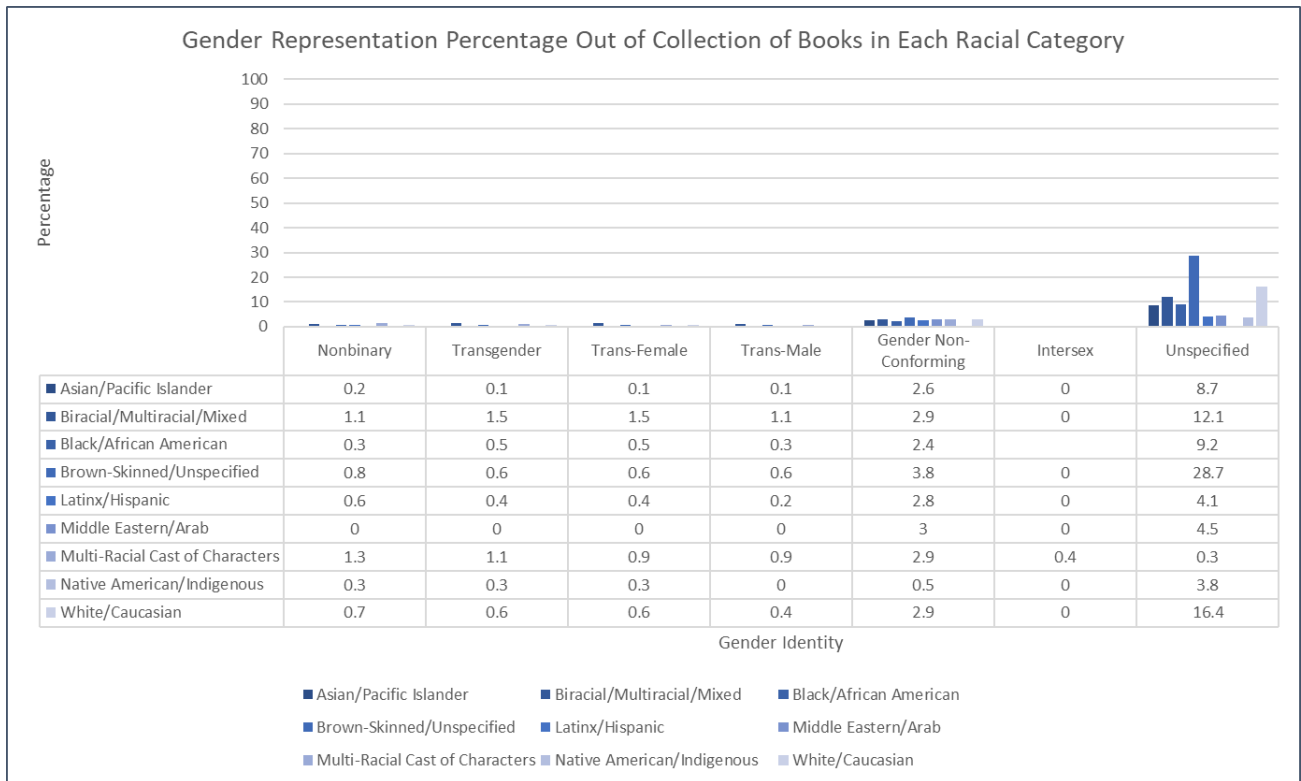 Gender Representation Percentage Out of Collection of Books in Each Racial Category
Percentage
100
90
80
70
60
50
40
30
20
10
0
Nonbinary Transgender Trans-Female Trans-Male Gender Non-Conforming Intersex Unspecified
Asian/Pacific Islander 0.2 0.1 0.1 0.1 2.6 0 8.7
Biracial/Multiracial/Mixed 1.1 1.5 1.5 1.1 2.9 0 12.1
Black/African American 0.3 0.5 0.5 0.3 2.4 9.2
Brown-Skinned/Unspecified 0.8 0.6 0.6 0.6 3.8 0 28.7
Latinx/Hispanic 0.6 0.4 0.4 0.2 2.8 0 4.1
Middle Eastern/Arab 0 0 0 0 3 0 4.5
Multi-Racial Cast of Characters 1.3 1.1 0.9 0.9 2.9 0.4 0.3
Native American/Indigenous 0.3 0.3 0.3 0 0.5 3.8
White/Caucasian 0.7 0.6 0.6 0.4 2.9 0 16.4
Gender Identity
Asian/Pacific Islander Biracial/Multiracial/Mixed Black/African American
Brown-Skinned/Unspecified Latinx/Hispanic Middle Eastern/Arab
Multi-Racial Cast of Characters Native American/Indigenous White/Caucasian